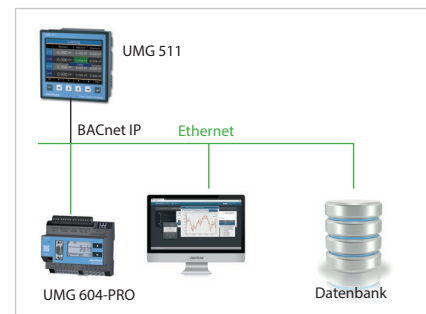 UMG 511
BACnet IP
Ethernet
UMG 604-PRO
Datenbank